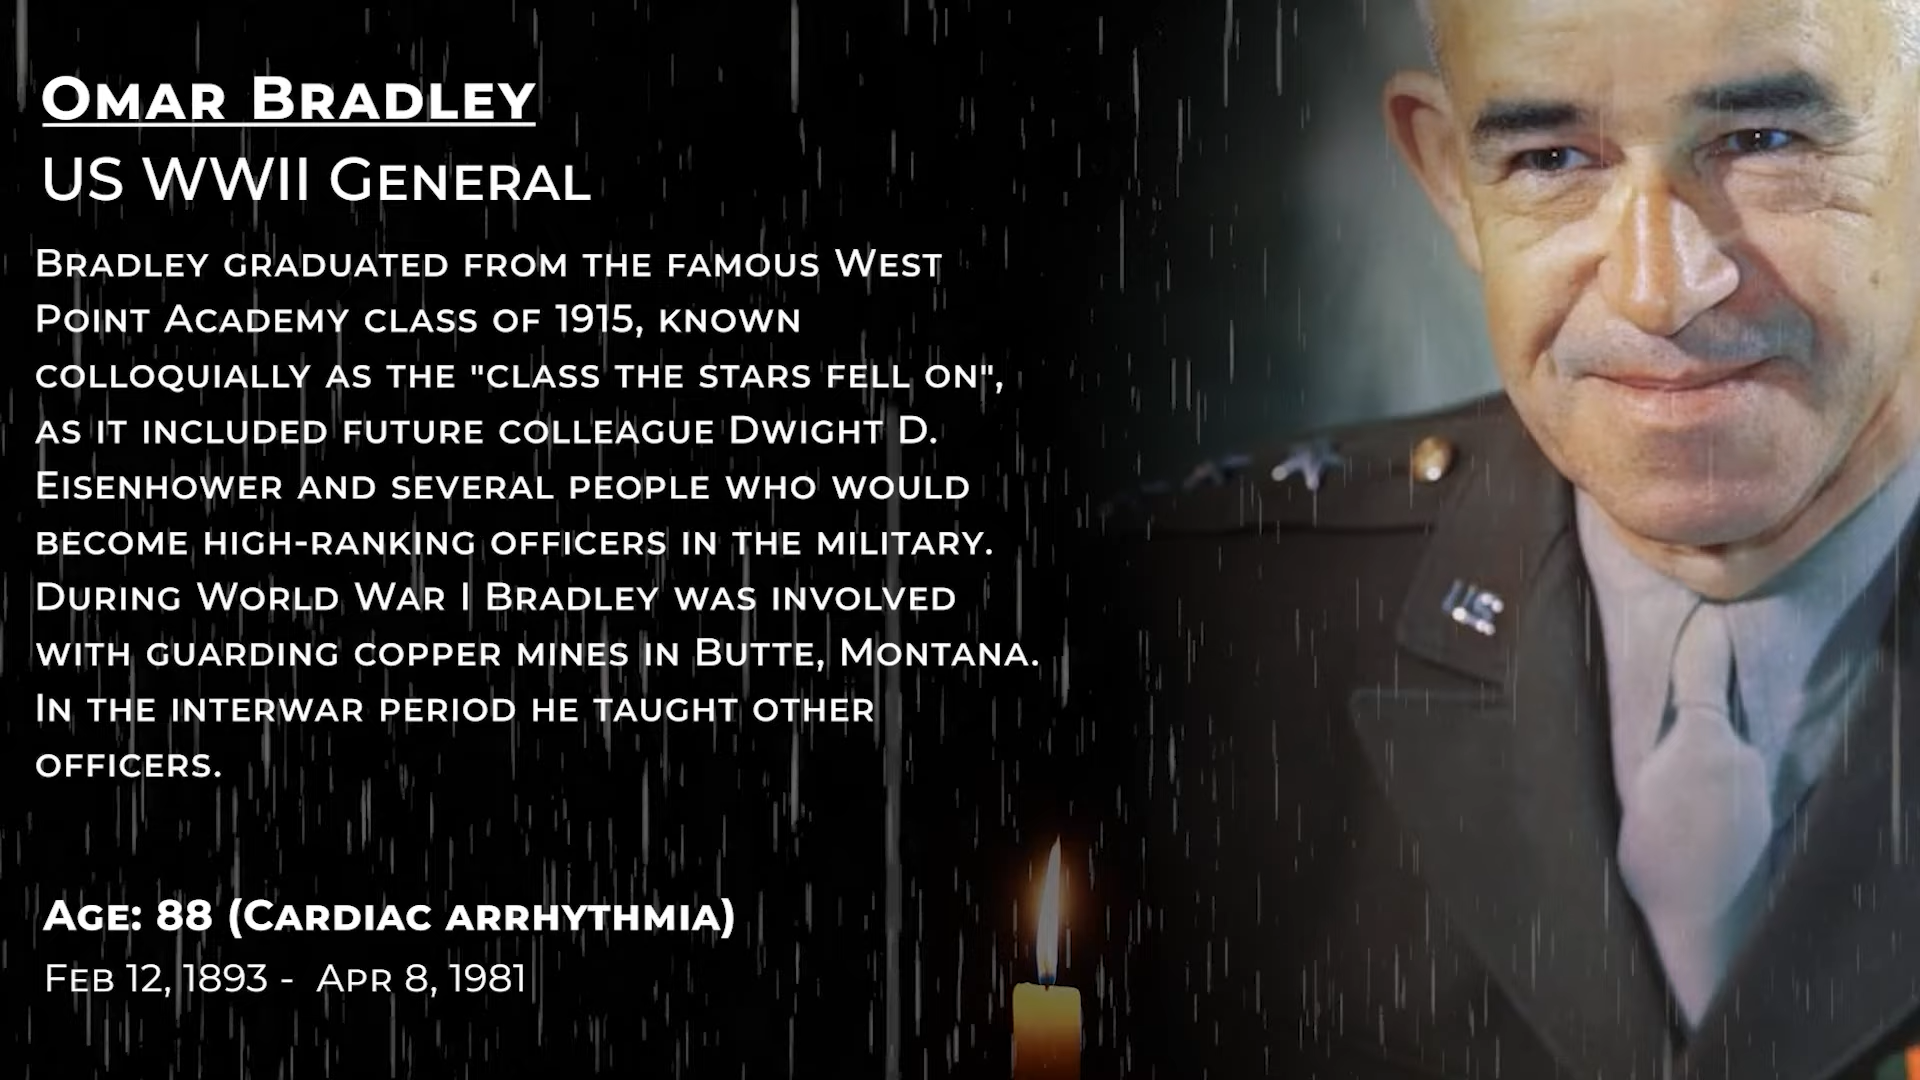 Omar Bradley
US WWII General
Bradley graduated from the famous West
Point Academy class of 1915, known
colloquially as the "class the stars fell on",
as it included future colleague Dwight D.
Eisenhower and several people who would
become high-ranking officers in the military.
During World War I Bradley was involved
with guarding copper mines in Butte, Montana.
In the interwar period he taught other
officers.
Age: 88 (Cardiac arrhythmia)
Feb 12, 1893 - Apr 8, 1981
US